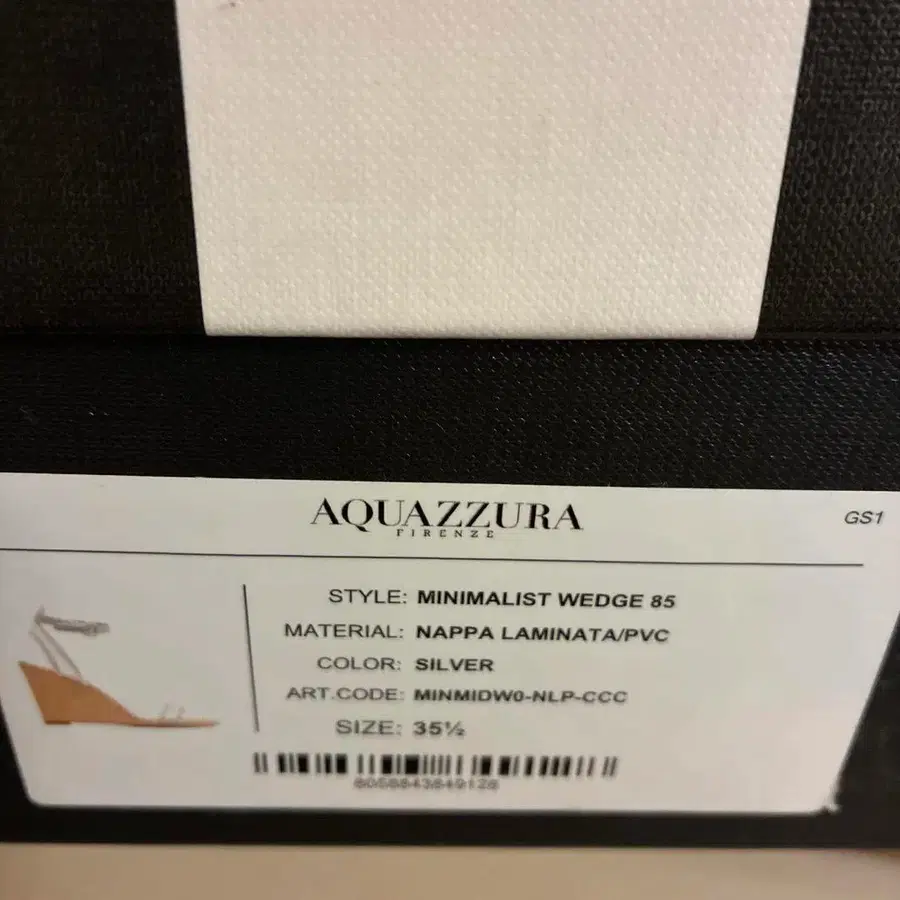 AQUAZZURA
FIRENZE
GS1
STYLE: MINIMALIST WEDGE 85
MATERIAL: NAPPA LAMINATA/PVC
COLOR: SILVER
ART.CODE: MINMIDW0-NLP-CCC
SIZE: 35½
8058843849128